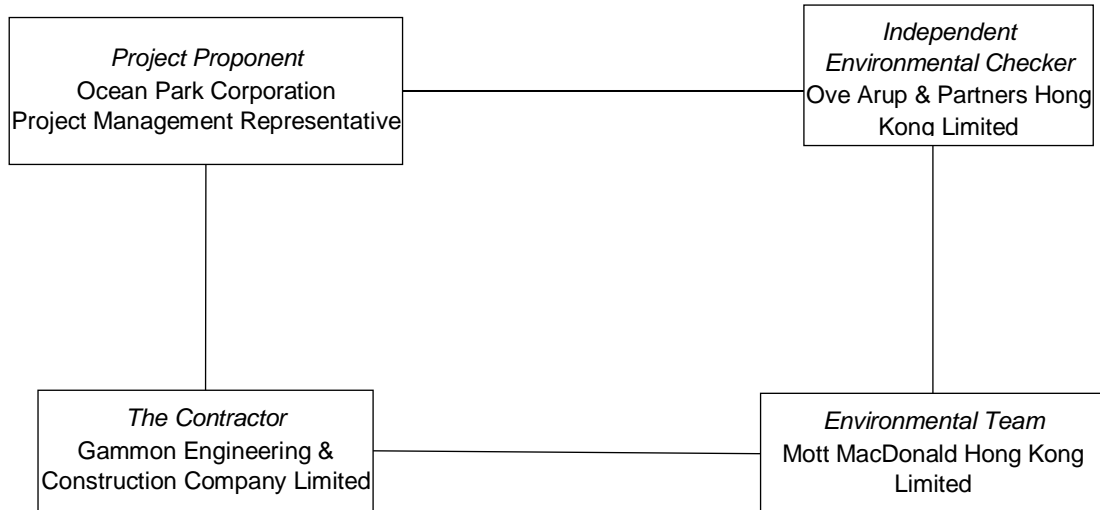 Project Proponent
Ocean Park Corporation
Project Management Representative
Independent
Environmental Checker
Ove Arup & Partners Hong
Kong Limited
The Contractor
Gammon Engineering &
Construction Company Limited
Environmental Team
Mott MacDonald Hong Kong
Limited